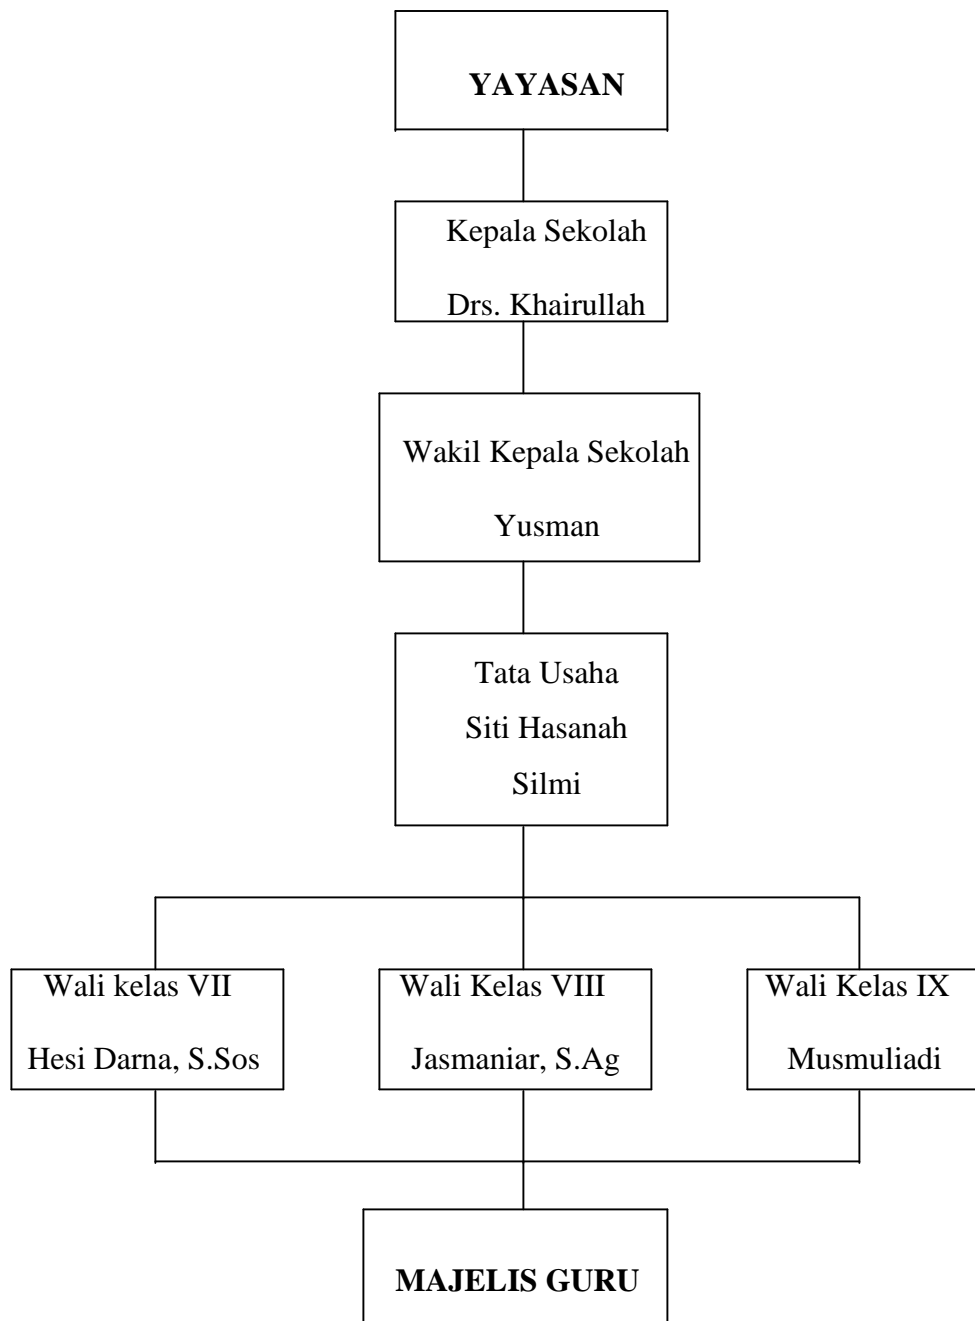 YAYASAN
Kepala Sekolah
Drs. Khairullah
Wakil Kepala Sekolah
Yusman
Tata Usaha
Siti Hasanah
Silmi
Wali kelas VII
Hesi Darna, S.Sos
Wali Kelas VIII
Jasmaniar, S.Ag
Wali Kelas IX
Musmuliadi
MAJELIS GURU